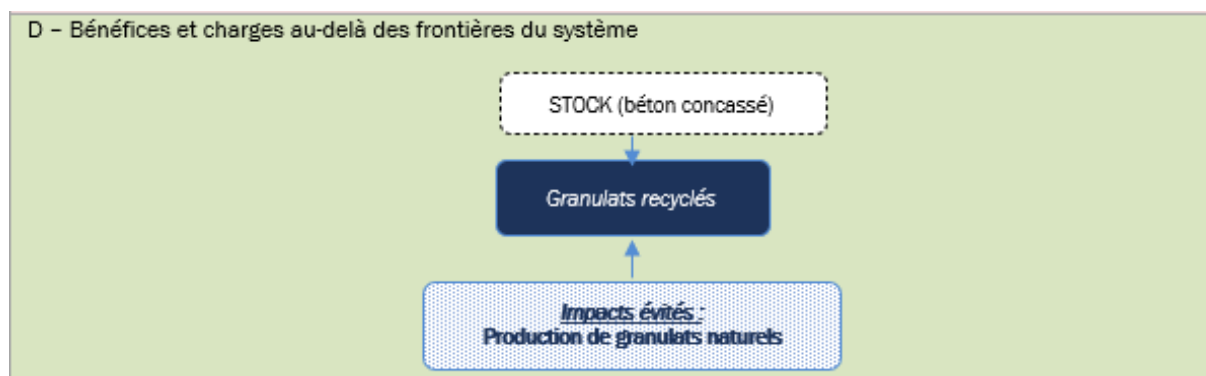 D – Bénéfices et charges au-delà des frontières du système
STOCK (béton concassé)
Granulats recyclés
Impacts évités :
Production de granulats naturels